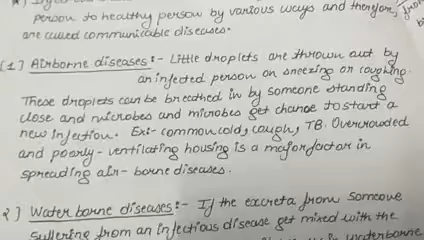 person to healthy person by various ways and therefore, from
are called communicable diseases.
(1) Airborne diseases :- Little droplets are thrown out by
an infected person on sneezing or coughing.
These droplets can be breathed in by someone standing
close and microbes and microbes get chance to start a
new infection. Ex:- common cold, cough, TB. Overcrowded
and poorly - ventilating housing is a major factor in
spreading air - borne diseases.
2) Water borne diseases :- If the excreta from someone
suffering from an infectious disease get mixed with the
waterborne